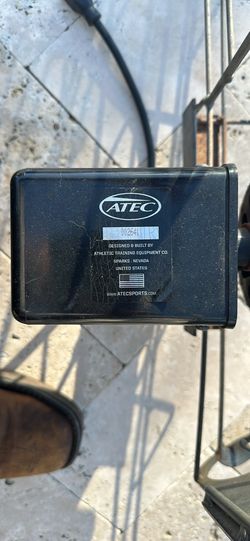 ATEC
DESIGNED & BUILT BY
ATHLETIC TRAINING EQUIPMENT CO.
SPARKS, NEVADA
UNITED STATES
WWW.ATECSPORTS.COM